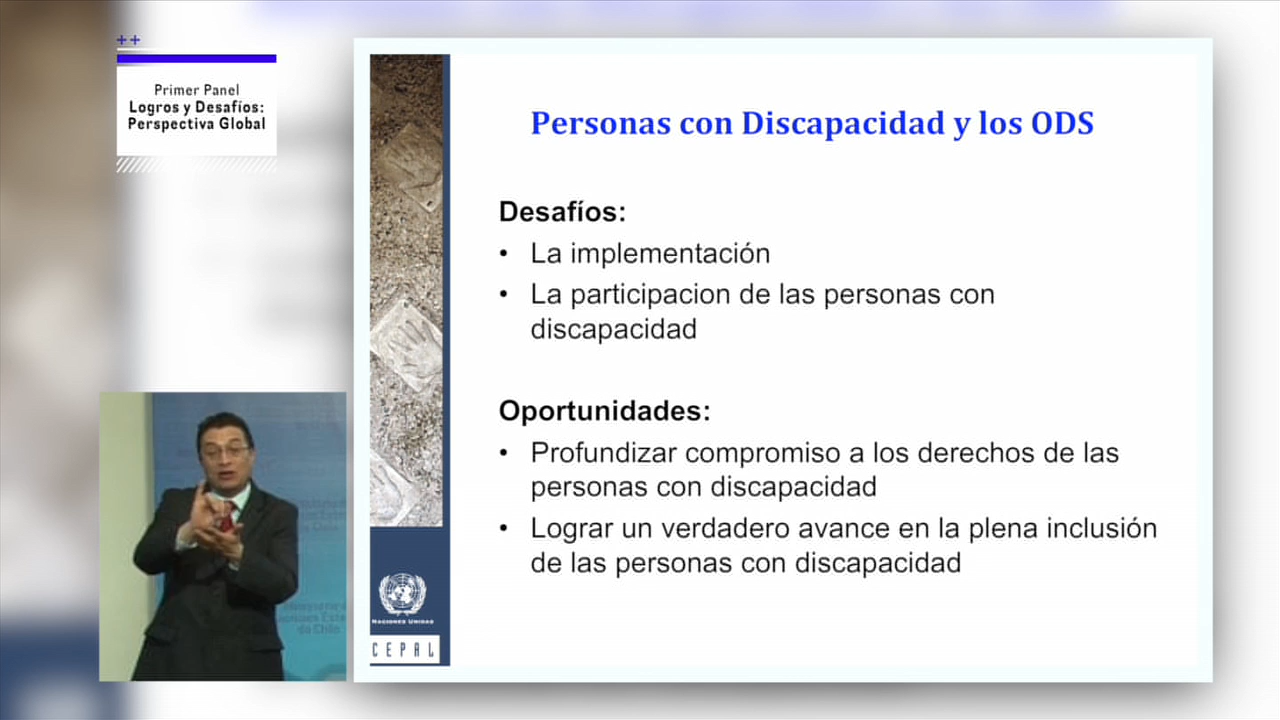 ++
Primer Panel
Logros y Desafíos:
Perspectiva Global
Personas con Discapacidad y los ODS
Desafíos:
• La implementación
• La participacion de las personas con
discapacidad
Oportunidades:
• Profundizar compromiso a los derechos de las
personas con discapacidad
• Lograr un verdadero avance en la plena inclusión
de las personas con discapacidad
NACIONES UNIDAS
CEPAL
de Chile